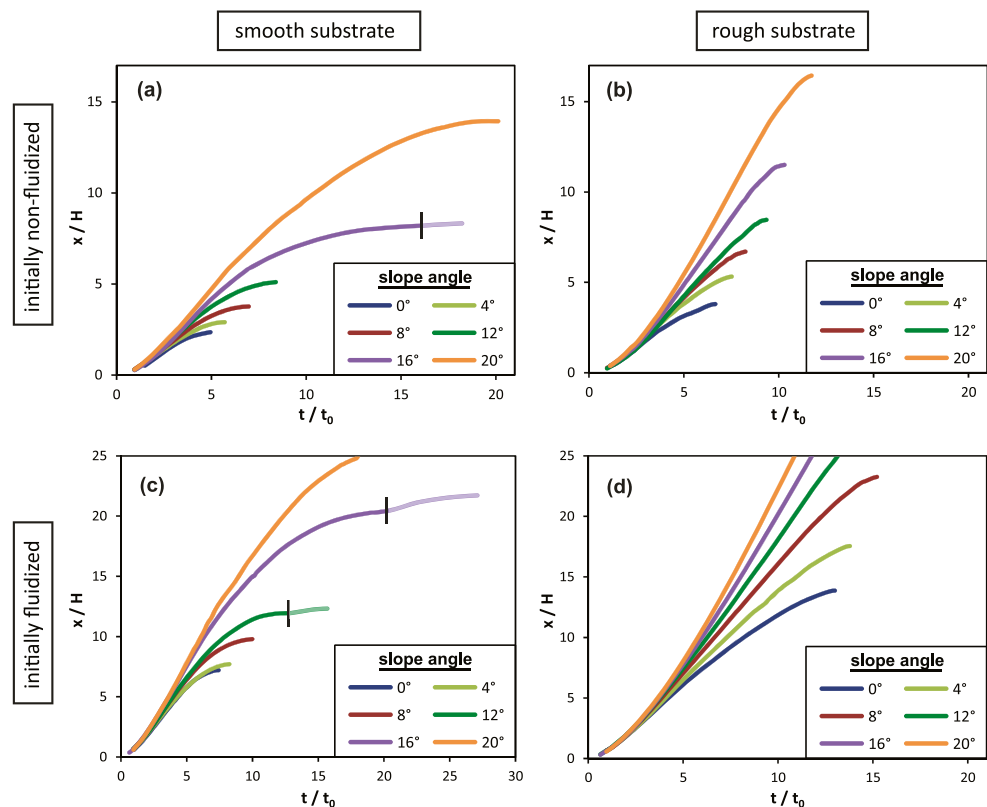 smooth substrate
rough substrate
initially non-fluidized
(a)
x / H
15
10
5
0
0 5 10 15 20
t / t0
slope angle
0° 4°
8° 12°
16° 20°
(b)
x / H
15
10
5
0
0 5 10 15 20
t / t0
slope angle
0° 4°
8° 12°
16° 20°
initially fluidized
(c)
x / H
25
20
15
10
5
0
0 5 10 15 20 25 30
t / t0
slope angle
0° 4°
8° 12°
16° 20°
(d)
x / H
25
20
15
10
5
0
0 5 10 15 20
t / t0
slope angle
0° 4°
8° 12°
16° 20°